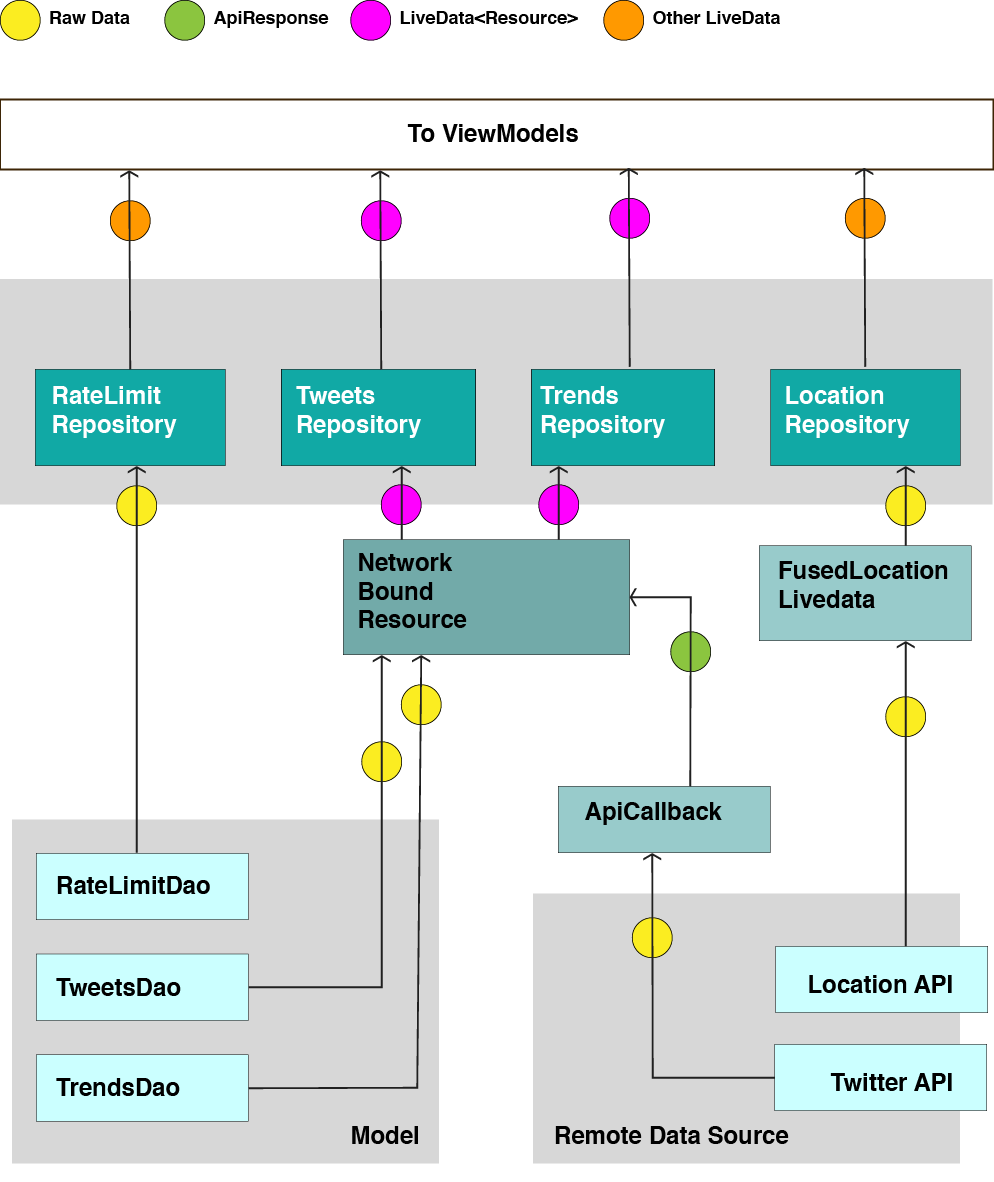 Raw Data
ApiResponse
LiveData<Resource>
Other LiveData
To ViewModels
RateLimit
Repository
Tweets
Repository
Trends
Repository
Location
Repository
Network
Bound
Resource
FusedLocation
Livedata
ApiCallback
RateLimitDao
TweetsDao
TrendsDao
Model
Location API
Twitter API
Remote Data Source